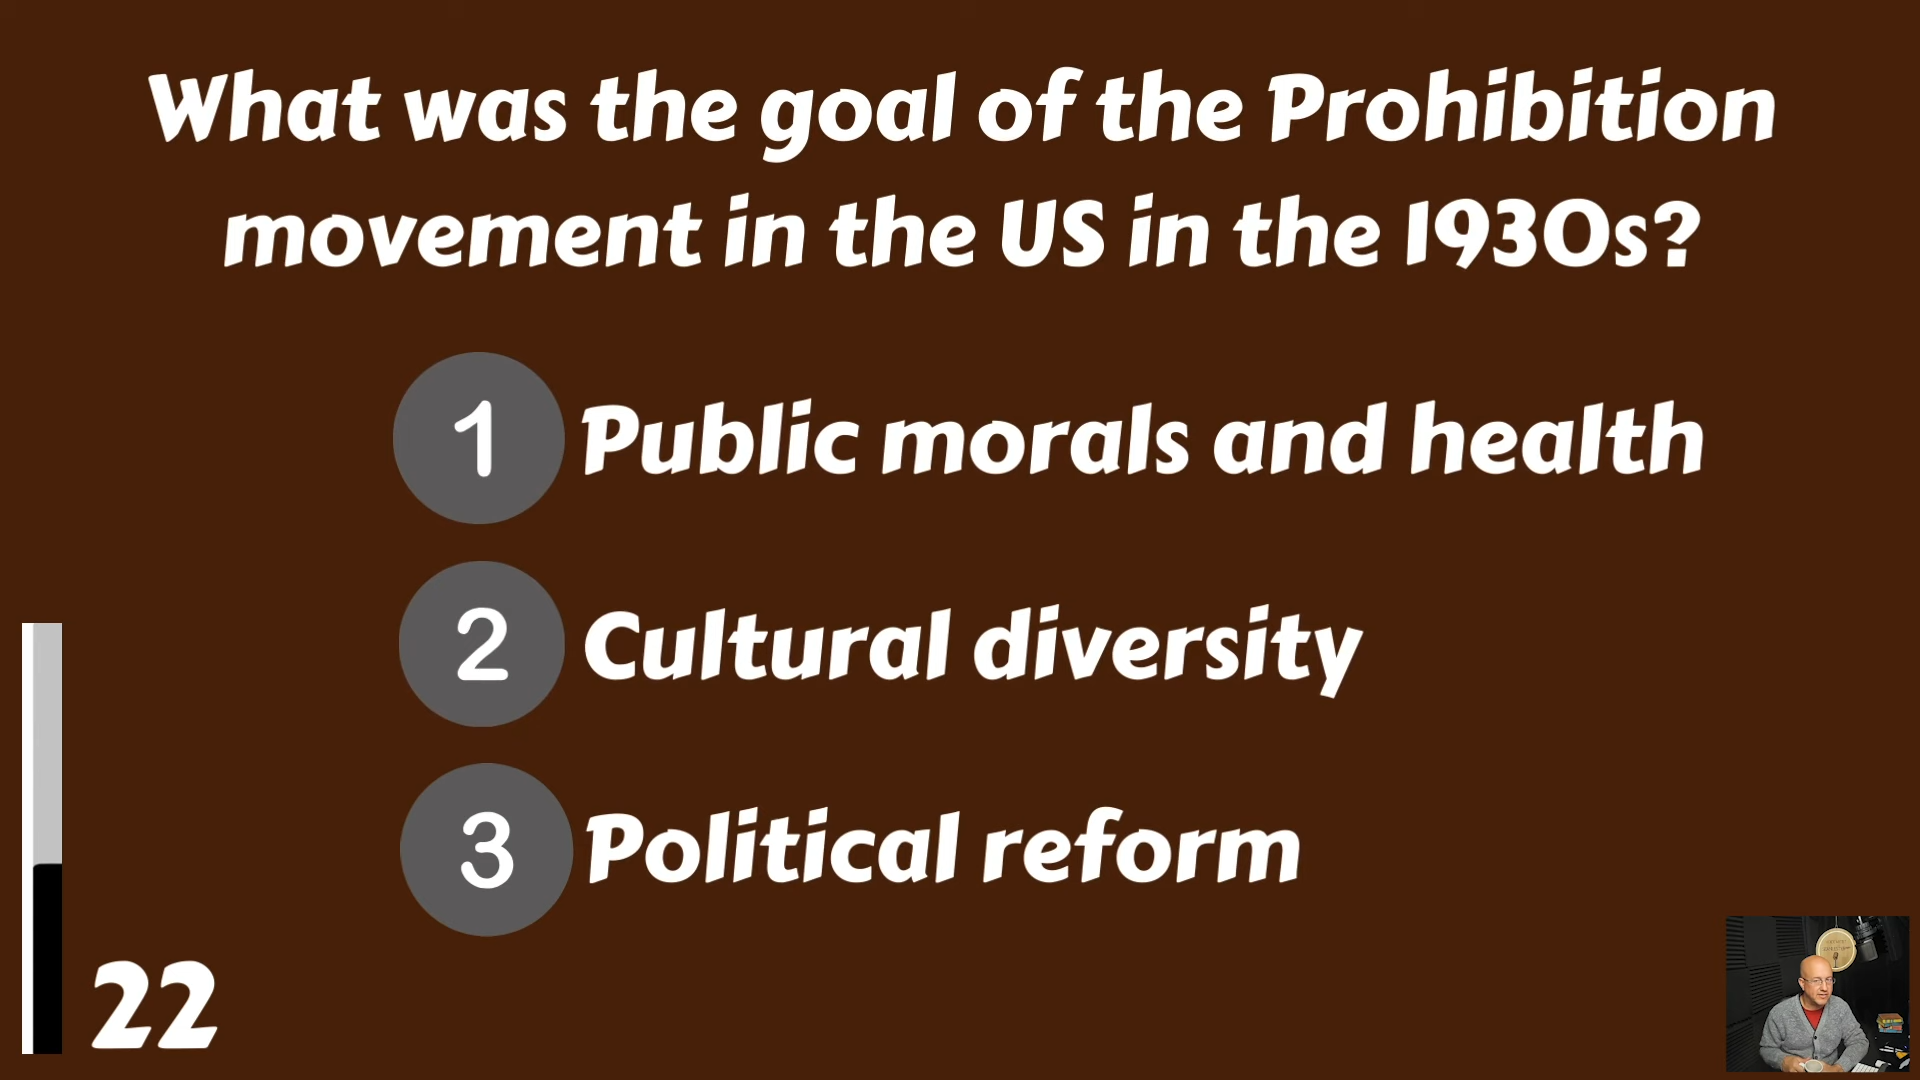 What was the goal of the Prohibition
movement in the US in the 1930s?
1 Public morals and health
2 Cultural diversity
3 Political reform
22